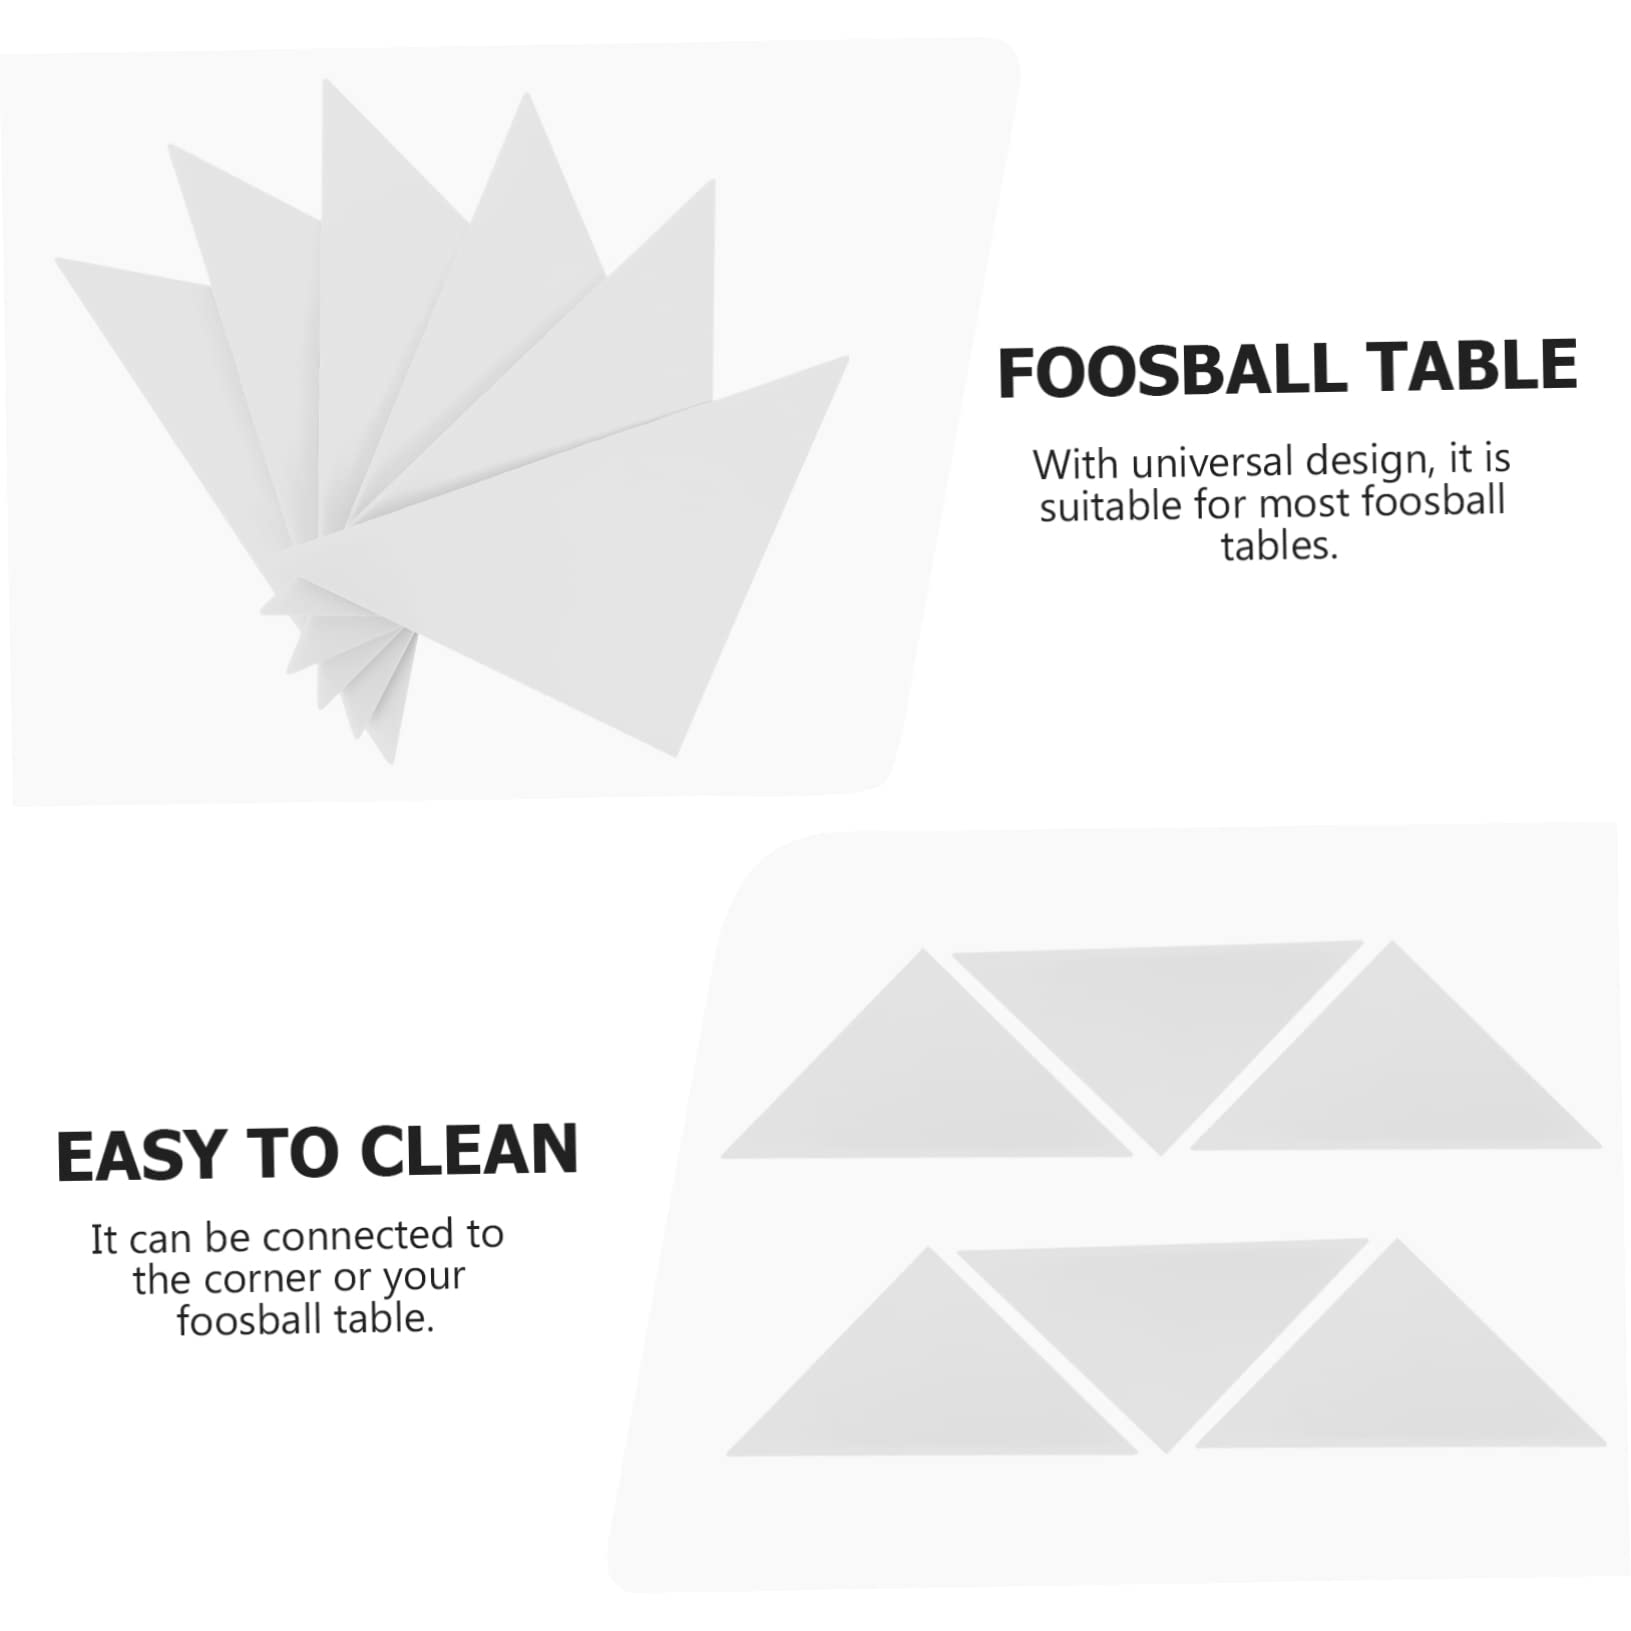 FOOSBALL TABLE
With universal design, it is
suitable for most foosball
tables.
EASY TO CLEAN
It can be connected to
the corner or your
foosball table.